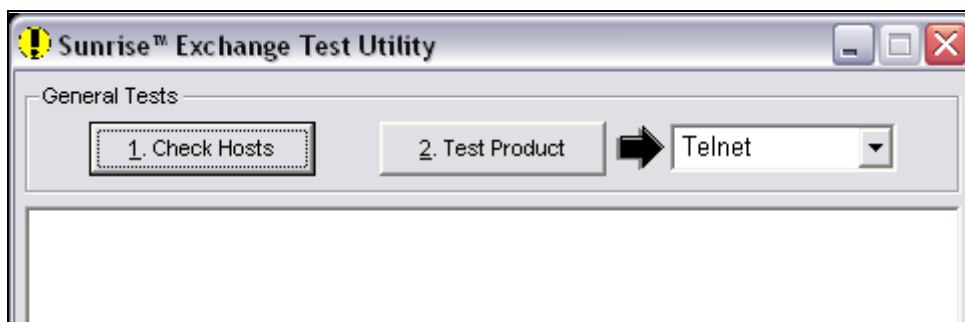 Sunrise™ Exchange Test Utility
General Tests
1. Check Hosts
2. Test Product
Telnet